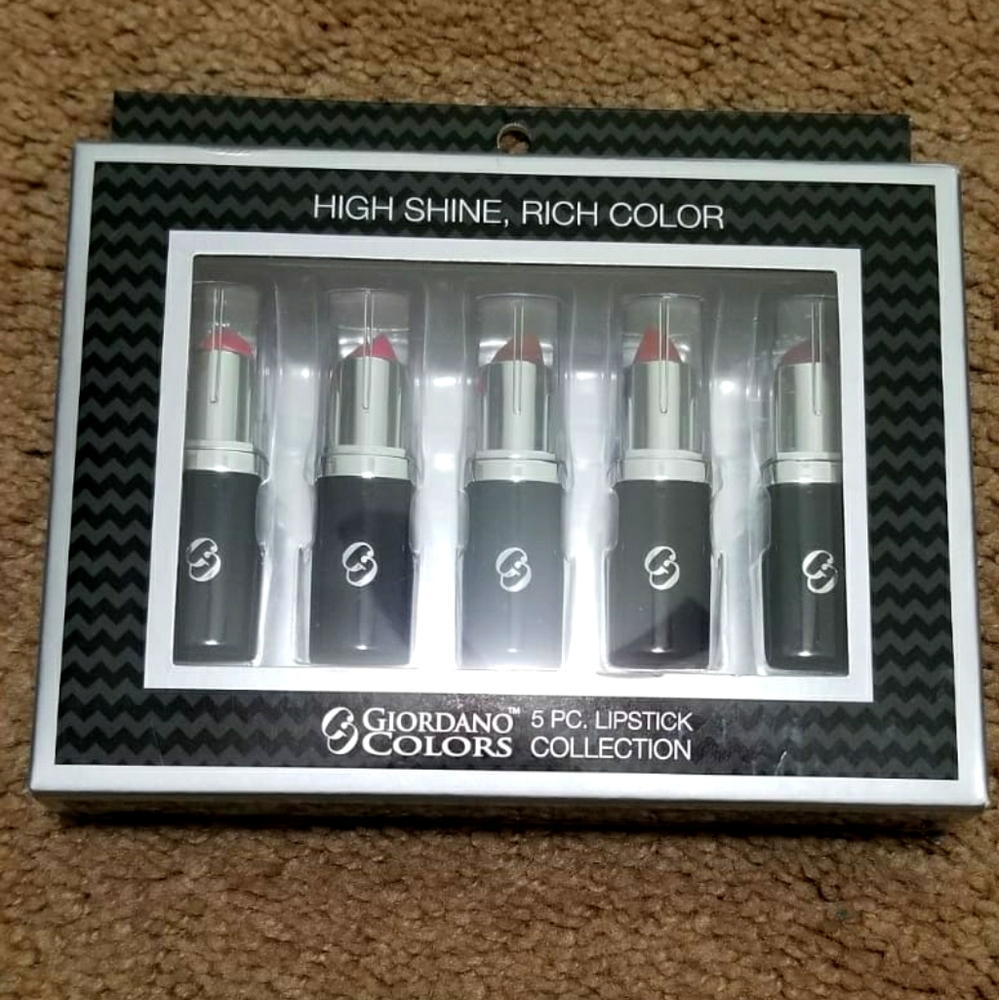 HIGH SHINE, RICH COLOR
GIORDANO™
COLORS
5 PC. LIPSTICK
COLLECTION